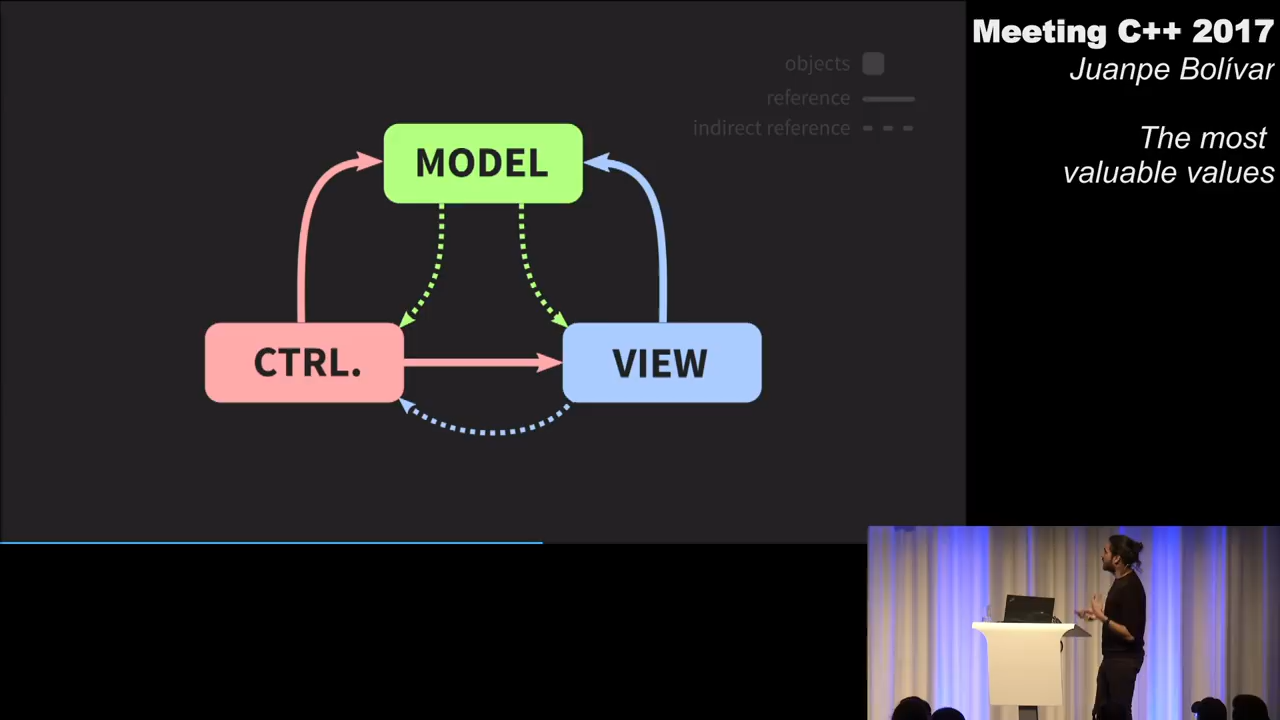 objects
reference
indirect reference
MODEL
CTRL.
VIEW
Meeting C++ 2017
Juanpe Bolívar
The most
valuable values